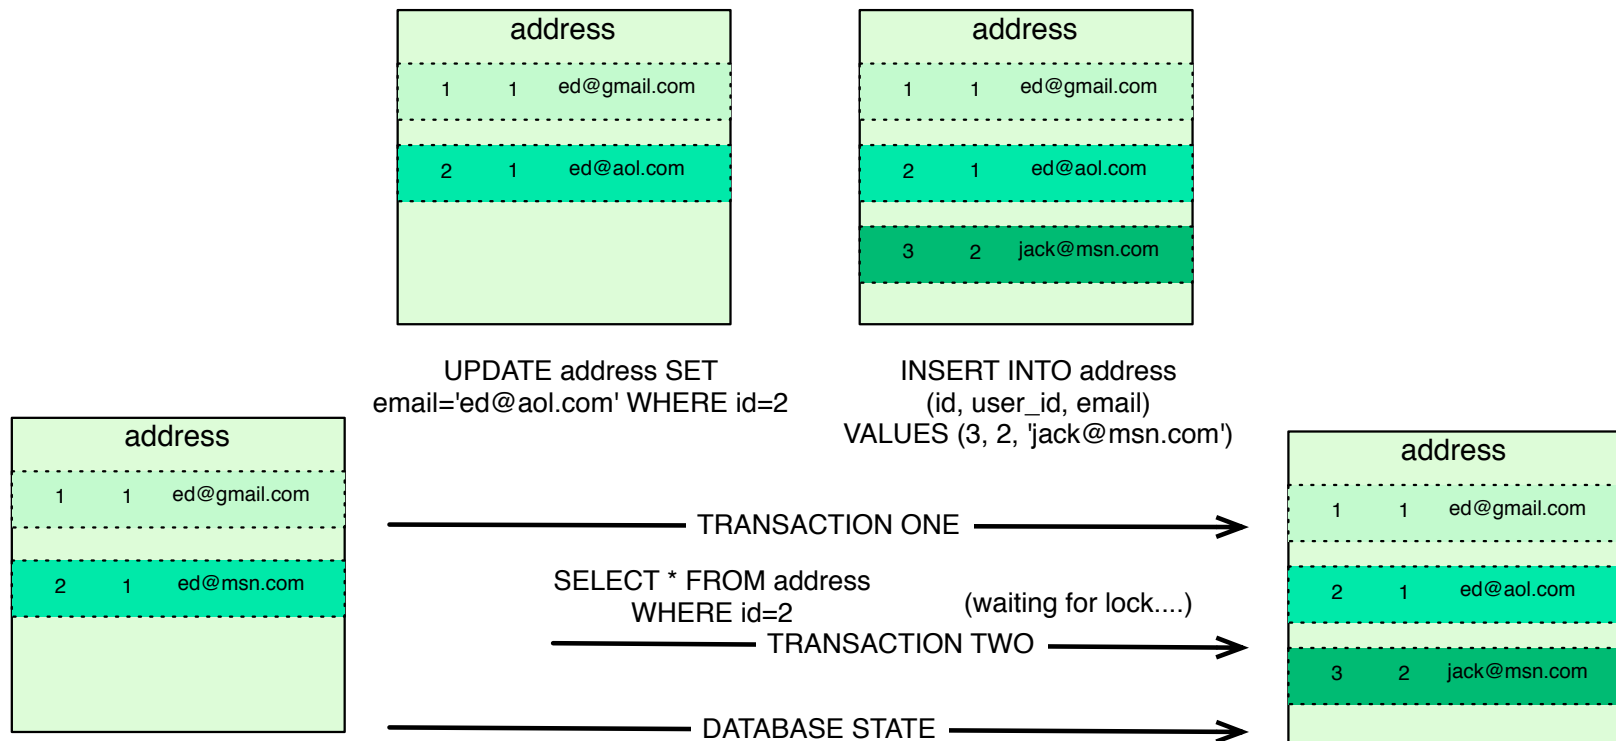 address
1 1 ed@gmail.com
2 1 ed@aol.com
address
1 1 ed@gmail.com
2 1 ed@aol.com
3 2 jack@msn.com
UPDATE address SET
email='ed@aol.com' WHERE id=2
INSERT INTO address
(id, user_id, email)
VALUES (3, 2, 'jack@msn.com')
address
1 1 ed@gmail.com
2 1 ed@msn.com
TRANSACTION ONE
SELECT * FROM address
WHERE id=2
(waiting for lock....)
TRANSACTION TWO
DATABASE STATE
address
1 1 ed@gmail.com
2 1 ed@aol.com
3 2 jack@msn.com